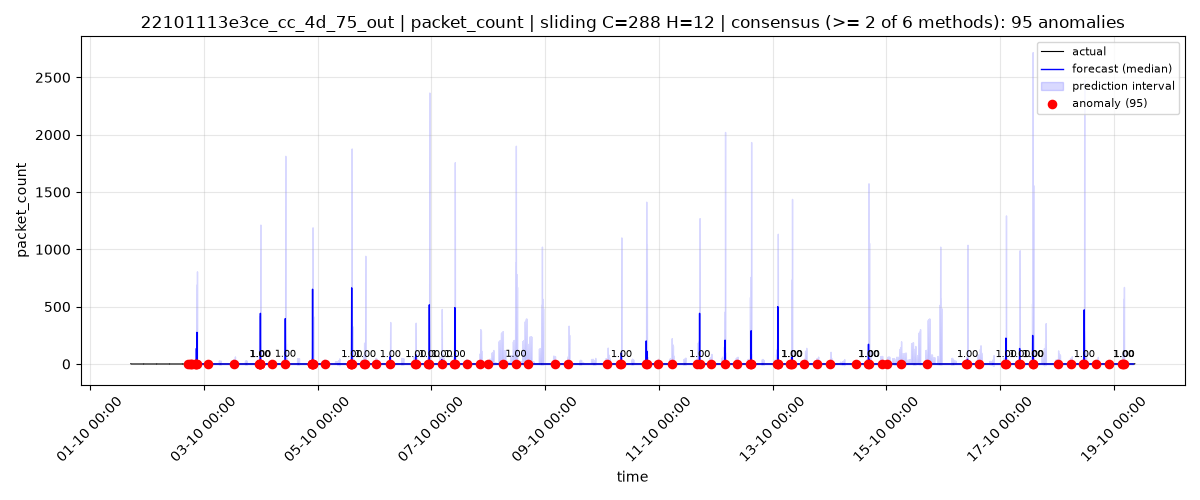 22101113e3ce_cc_4d_75_out | packet_count | sliding C=288 H=12 | consensus (>= 2 of 6 methods): 95 anomalies
actual
forecast (median)
prediction interval
anomaly (95)
packet_count
2500
2000
1500
1000
500
0
1.00 1.00 1.00 1.00 1.00 1.00 1.00 1.00 1.00 1.00 1.00 1.00 1.00 1.00 1.00 1.00 1.00 1.00 1.00
01-10 00:00
03-10 00:00
05-10 00:00
07-10 00:00
09-10 00:00
11-10 00:00
13-10 00:00
15-10 00:00
17-10 00:00
19-10 00:00
time